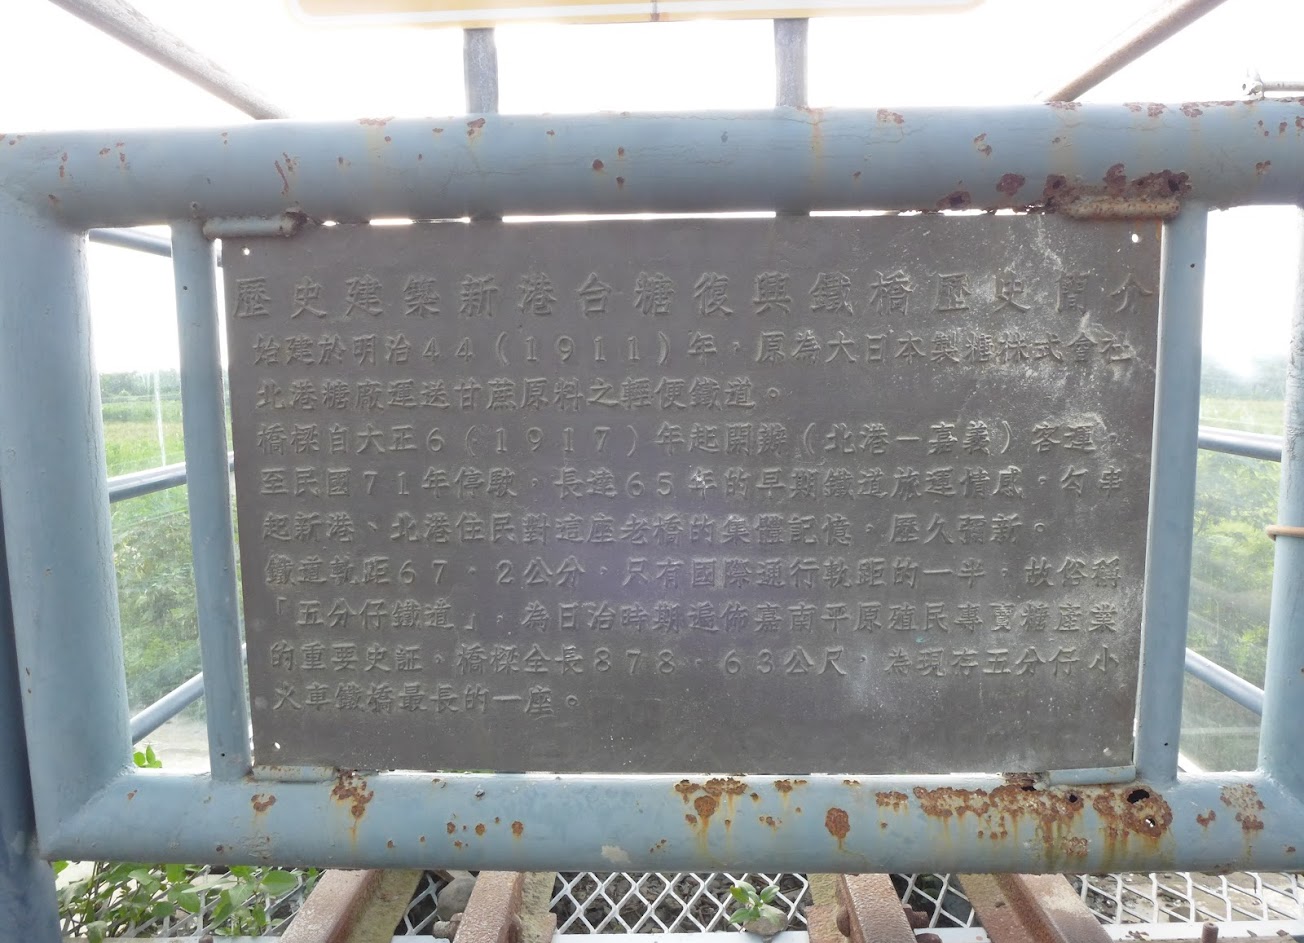 歷史建築新港台糖復興鐵橋歷史簡介
始建於明治44(1911)年,原為大日本製糖株式會社
北港糖廠運送甘蔗原料之輕便鐵道。
橋樑自大正6(1917)年起開辦(北港-嘉義)客運,
至民國71年停駛,長達65年的早期鐵道旅運情感,勾串
起新港、北港住民對這座老橋的集體記憶,歷久彌新。
鐵道軌距67.2公分,只有國際通行軌距的一半,故俗稱
「五分仔鐵道」,為日治時期遍佈嘉南平原殖民專賣糖產業
的重要史証,橋樑全長878.63公尺,為現存五分仔小
火車鐵橋最長的一座。